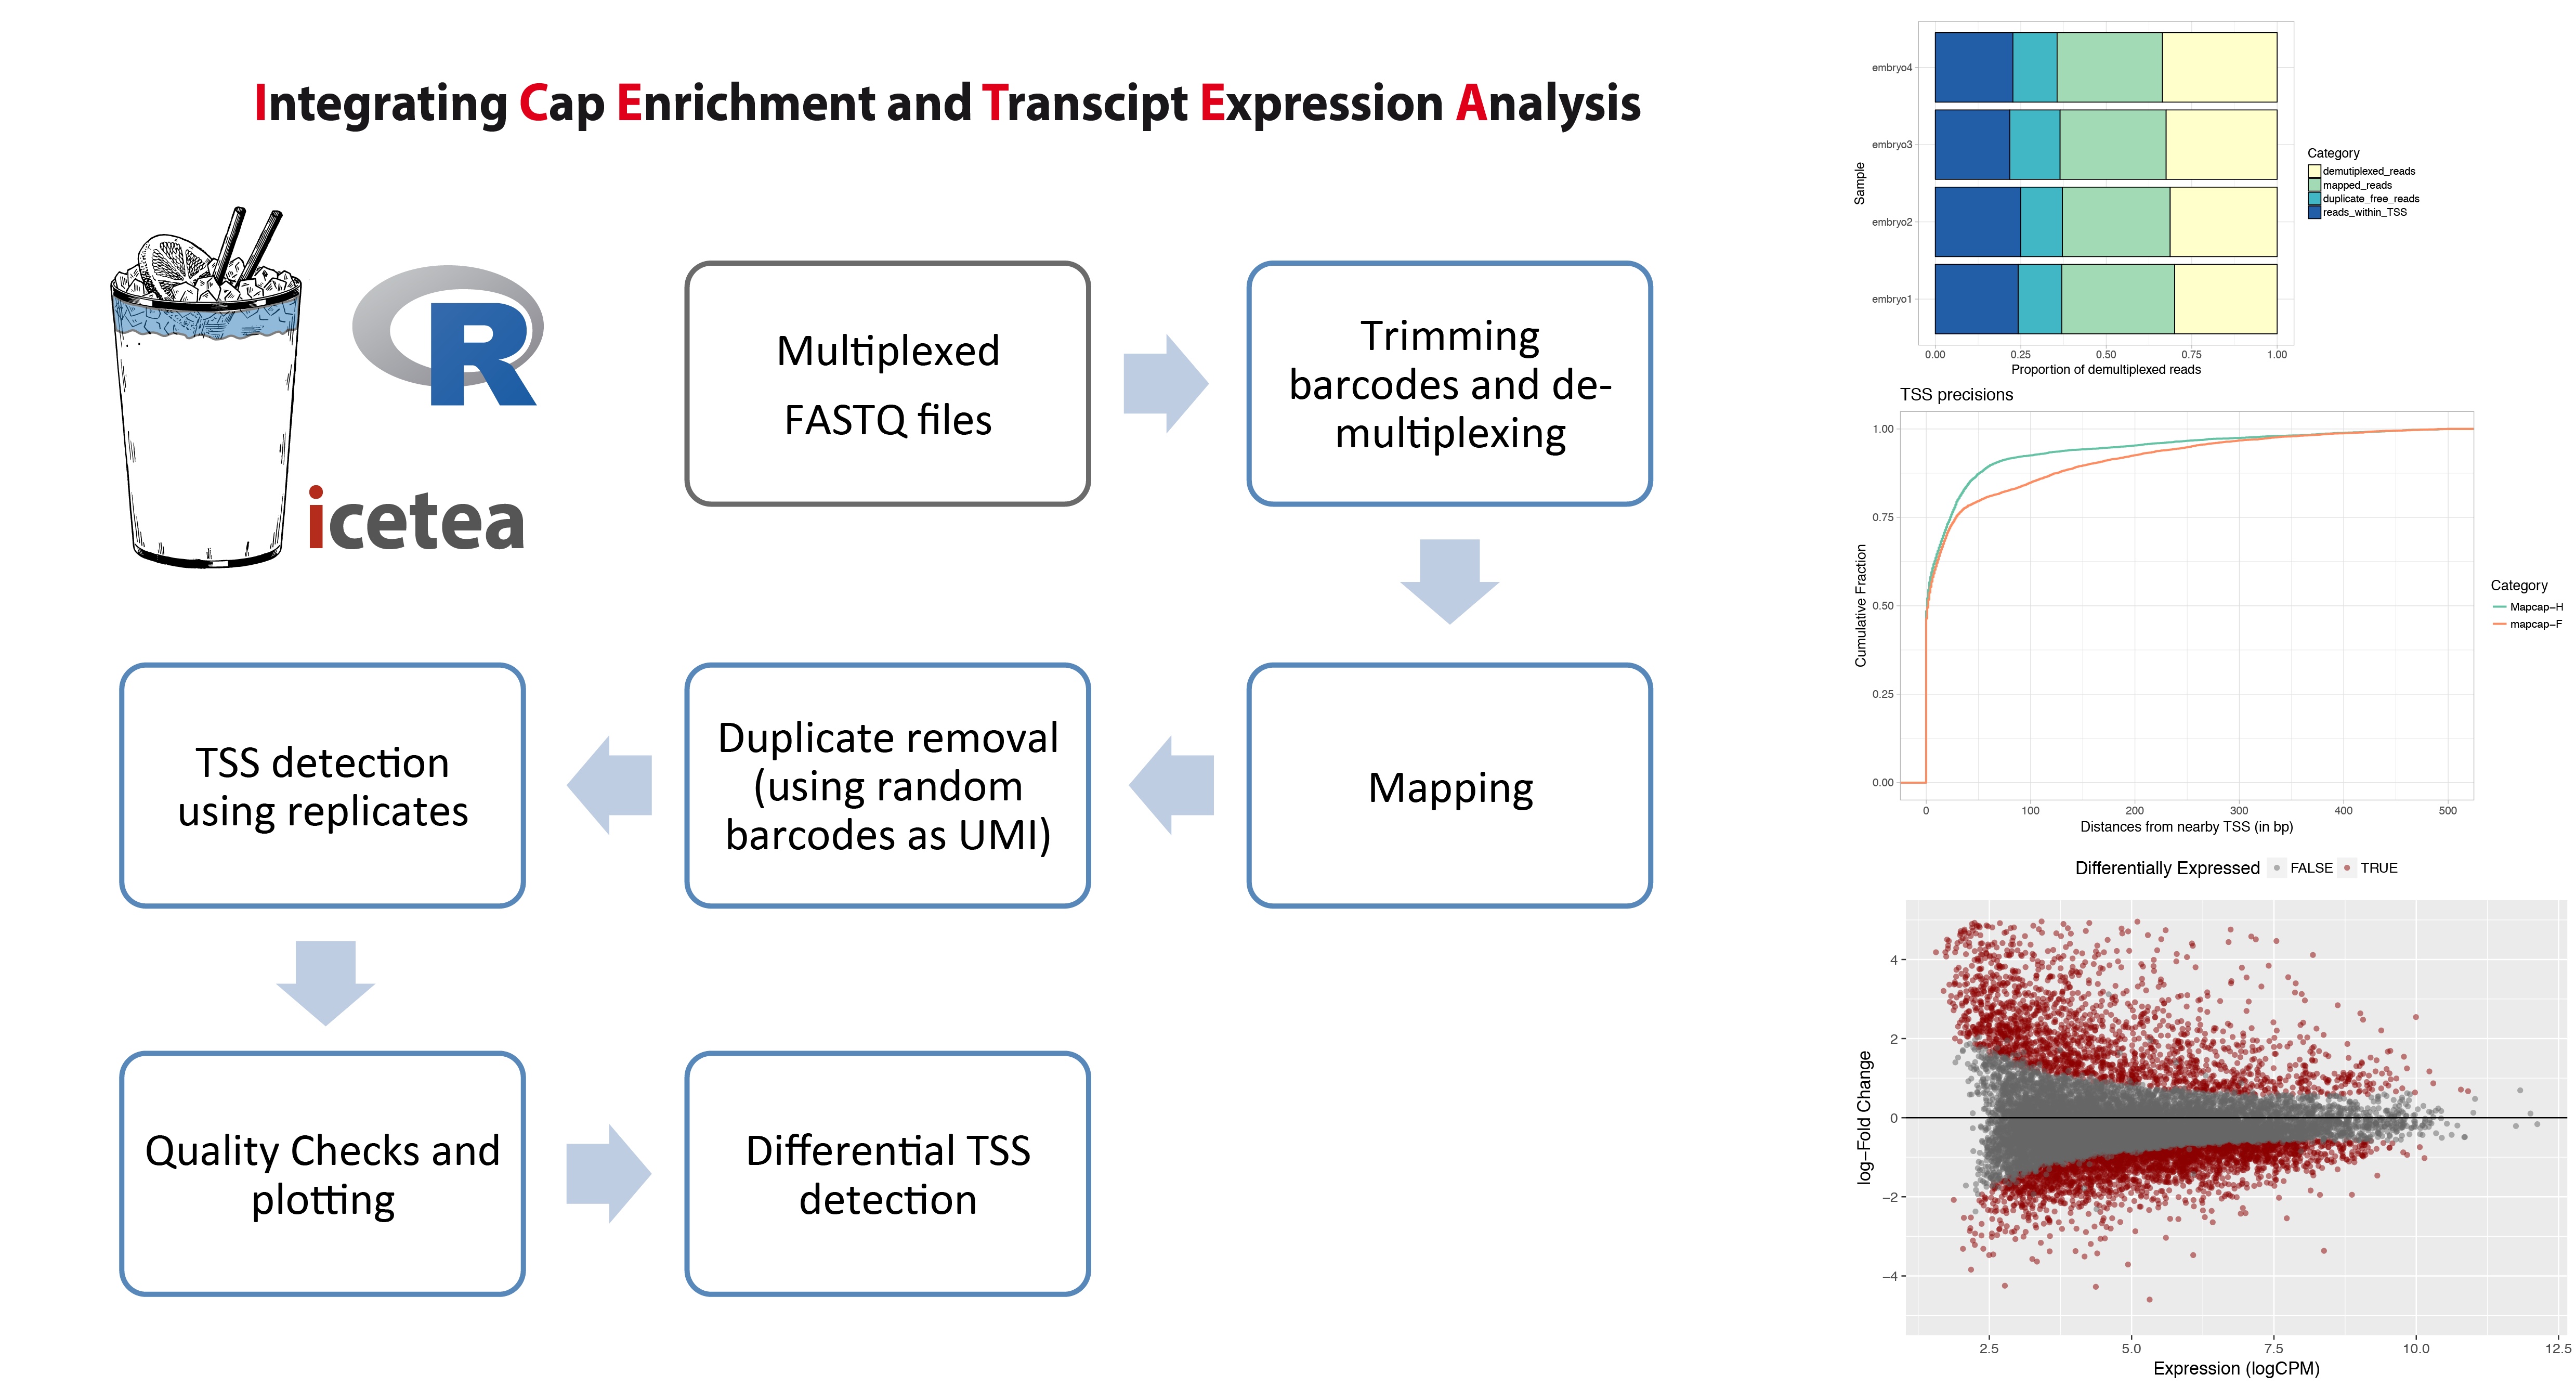 Integrating Cap Enrichment and Transcipt Expression Analysis
R
icetea
Multiplexed
FASTQ files
Trimming
barcodes and de-
multiplexing
Mapping
Duplicate removal
(using random
barcodes as UMI)
TSS detection
using replicates
Quality Checks and
plotting
Differential TSS
detection
Sample
embryo4
embryo3
embryo2
embryo1
0.00 0.25 0.50 0.75 1.00
Proportion of demultiplexed reads
Category
demutiplexed_reads
mapped_reads
duplicate_free_reads
reads_within_TSS
TSS precisions
Cumulative Fraction
1.00
0.75
0.50
0.25
0.00
0 100 200 300 400 500
Distances from nearby TSS (in bp)
Category
Mapcap-H
mapcap-F
Differentially Expressed FALSE TRUE
log-Fold Change
4
2
0
-2
-4
2.5 5.0 7.5 10.0 12.5
Expression (logCPM)